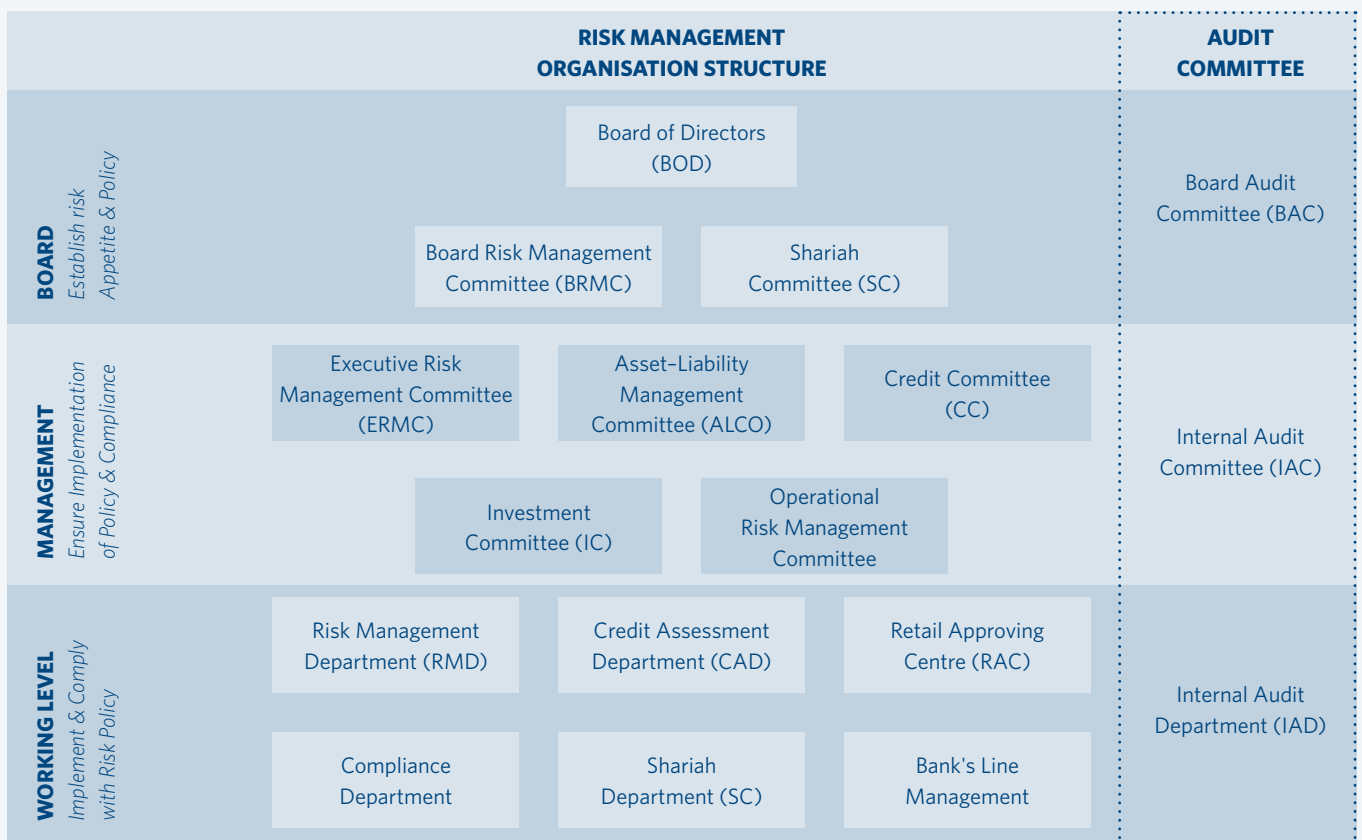 RISK MANAGEMENT
ORGANISATION STRUCTURE
AUDIT
COMMITTEE
BOARD
Establish risk
Appetite & Policy
Board of Directors
(BOD)
Board Risk Management
Committee (BRMC)
Shariah
Committee (SC)
Board Audit
Committee (BAC)
MANAGEMENT
Ensure Implementation
of Policy & Compliance
Executive Risk
Management Committee
(ERMC)
Asset–Liability
Management
Committee (ALCO)
Credit Committee
(CC)
Investment
Committee (IC)
Operational
Risk Management
Committee
Internal Audit
Committee (IAC)
WORKING LEVEL
Implement & Comply
with Risk Policy
Risk Management
Department (RMD)
Credit Assessment
Department (CAD)
Retail Approving
Centre (RAC)
Compliance
Department
Shariah
Department (SC)
Bank's Line
Management
Internal Audit
Department (IAD)